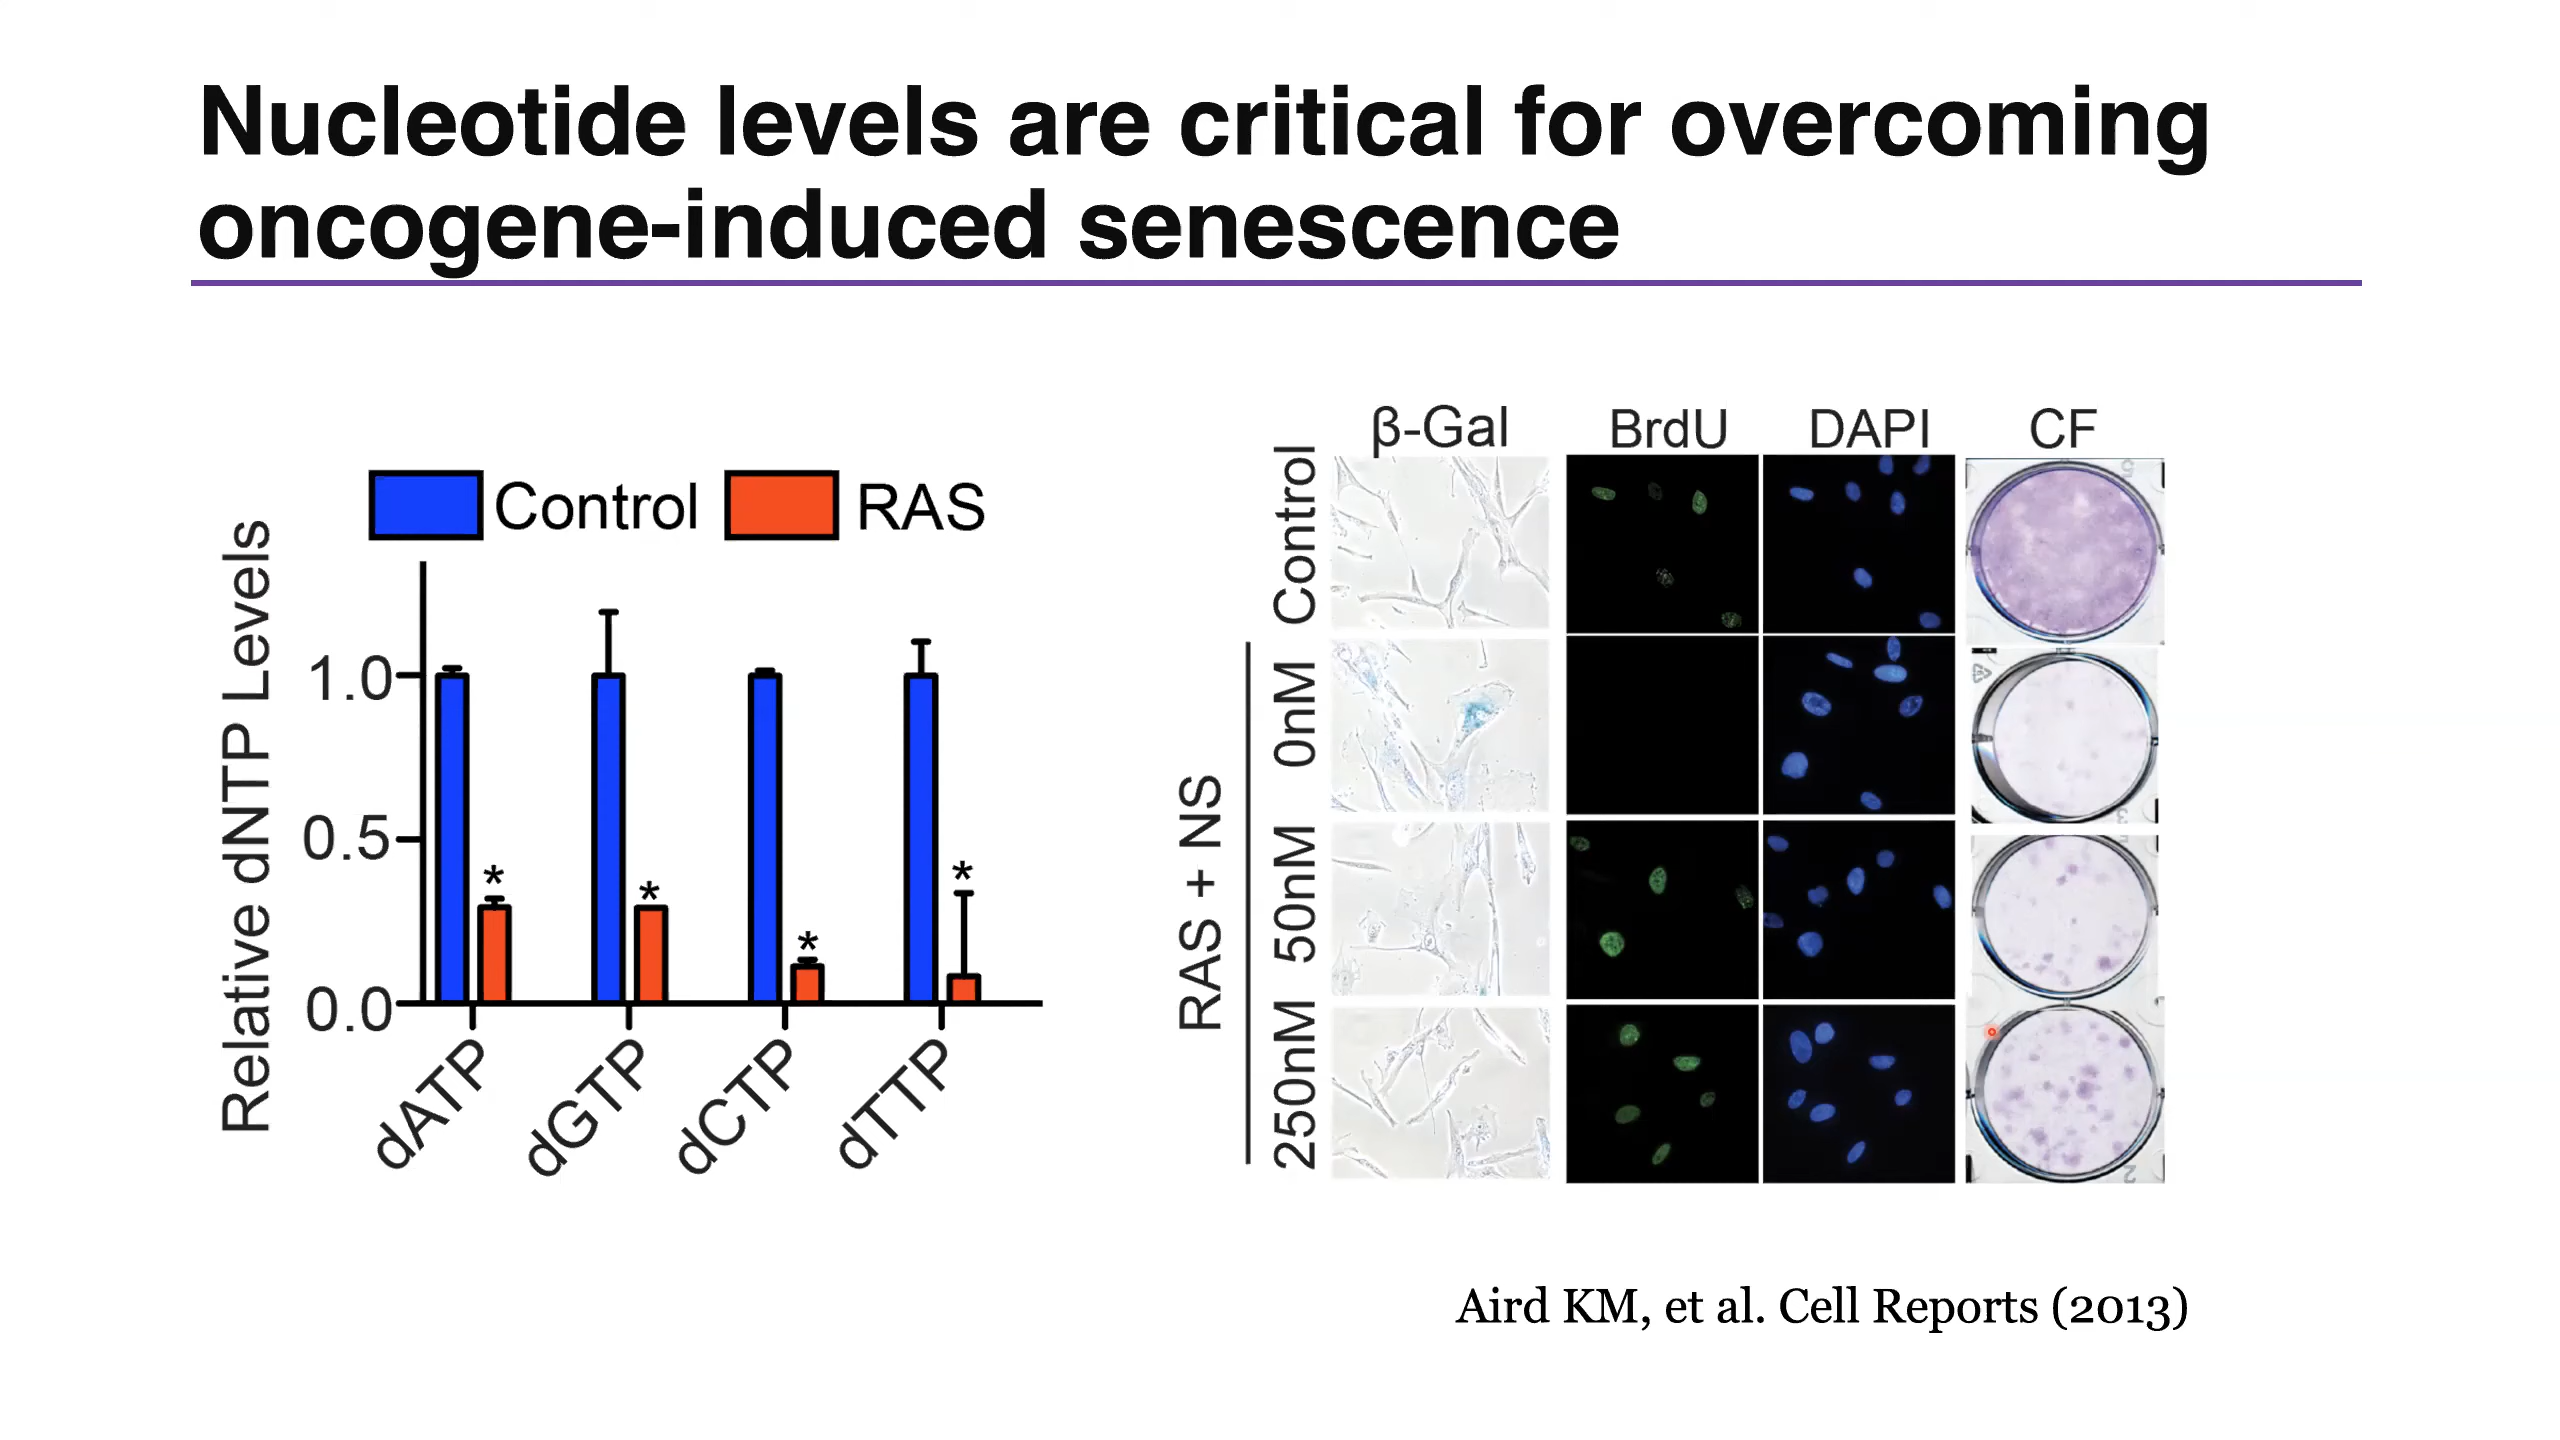 Nucleotide levels are critical for overcoming
oncogene-induced senescence
Control
RAS
Relative dNTP Levels
1.0
0.5
0.0
*
*
*
*
dATP
dGTP
dCTP
dTTP
β-Gal
BrdU
DAPI
CF
Control
RAS + NS
0nM
50nM
250nM
Aird KM, et al. Cell Reports (2013)